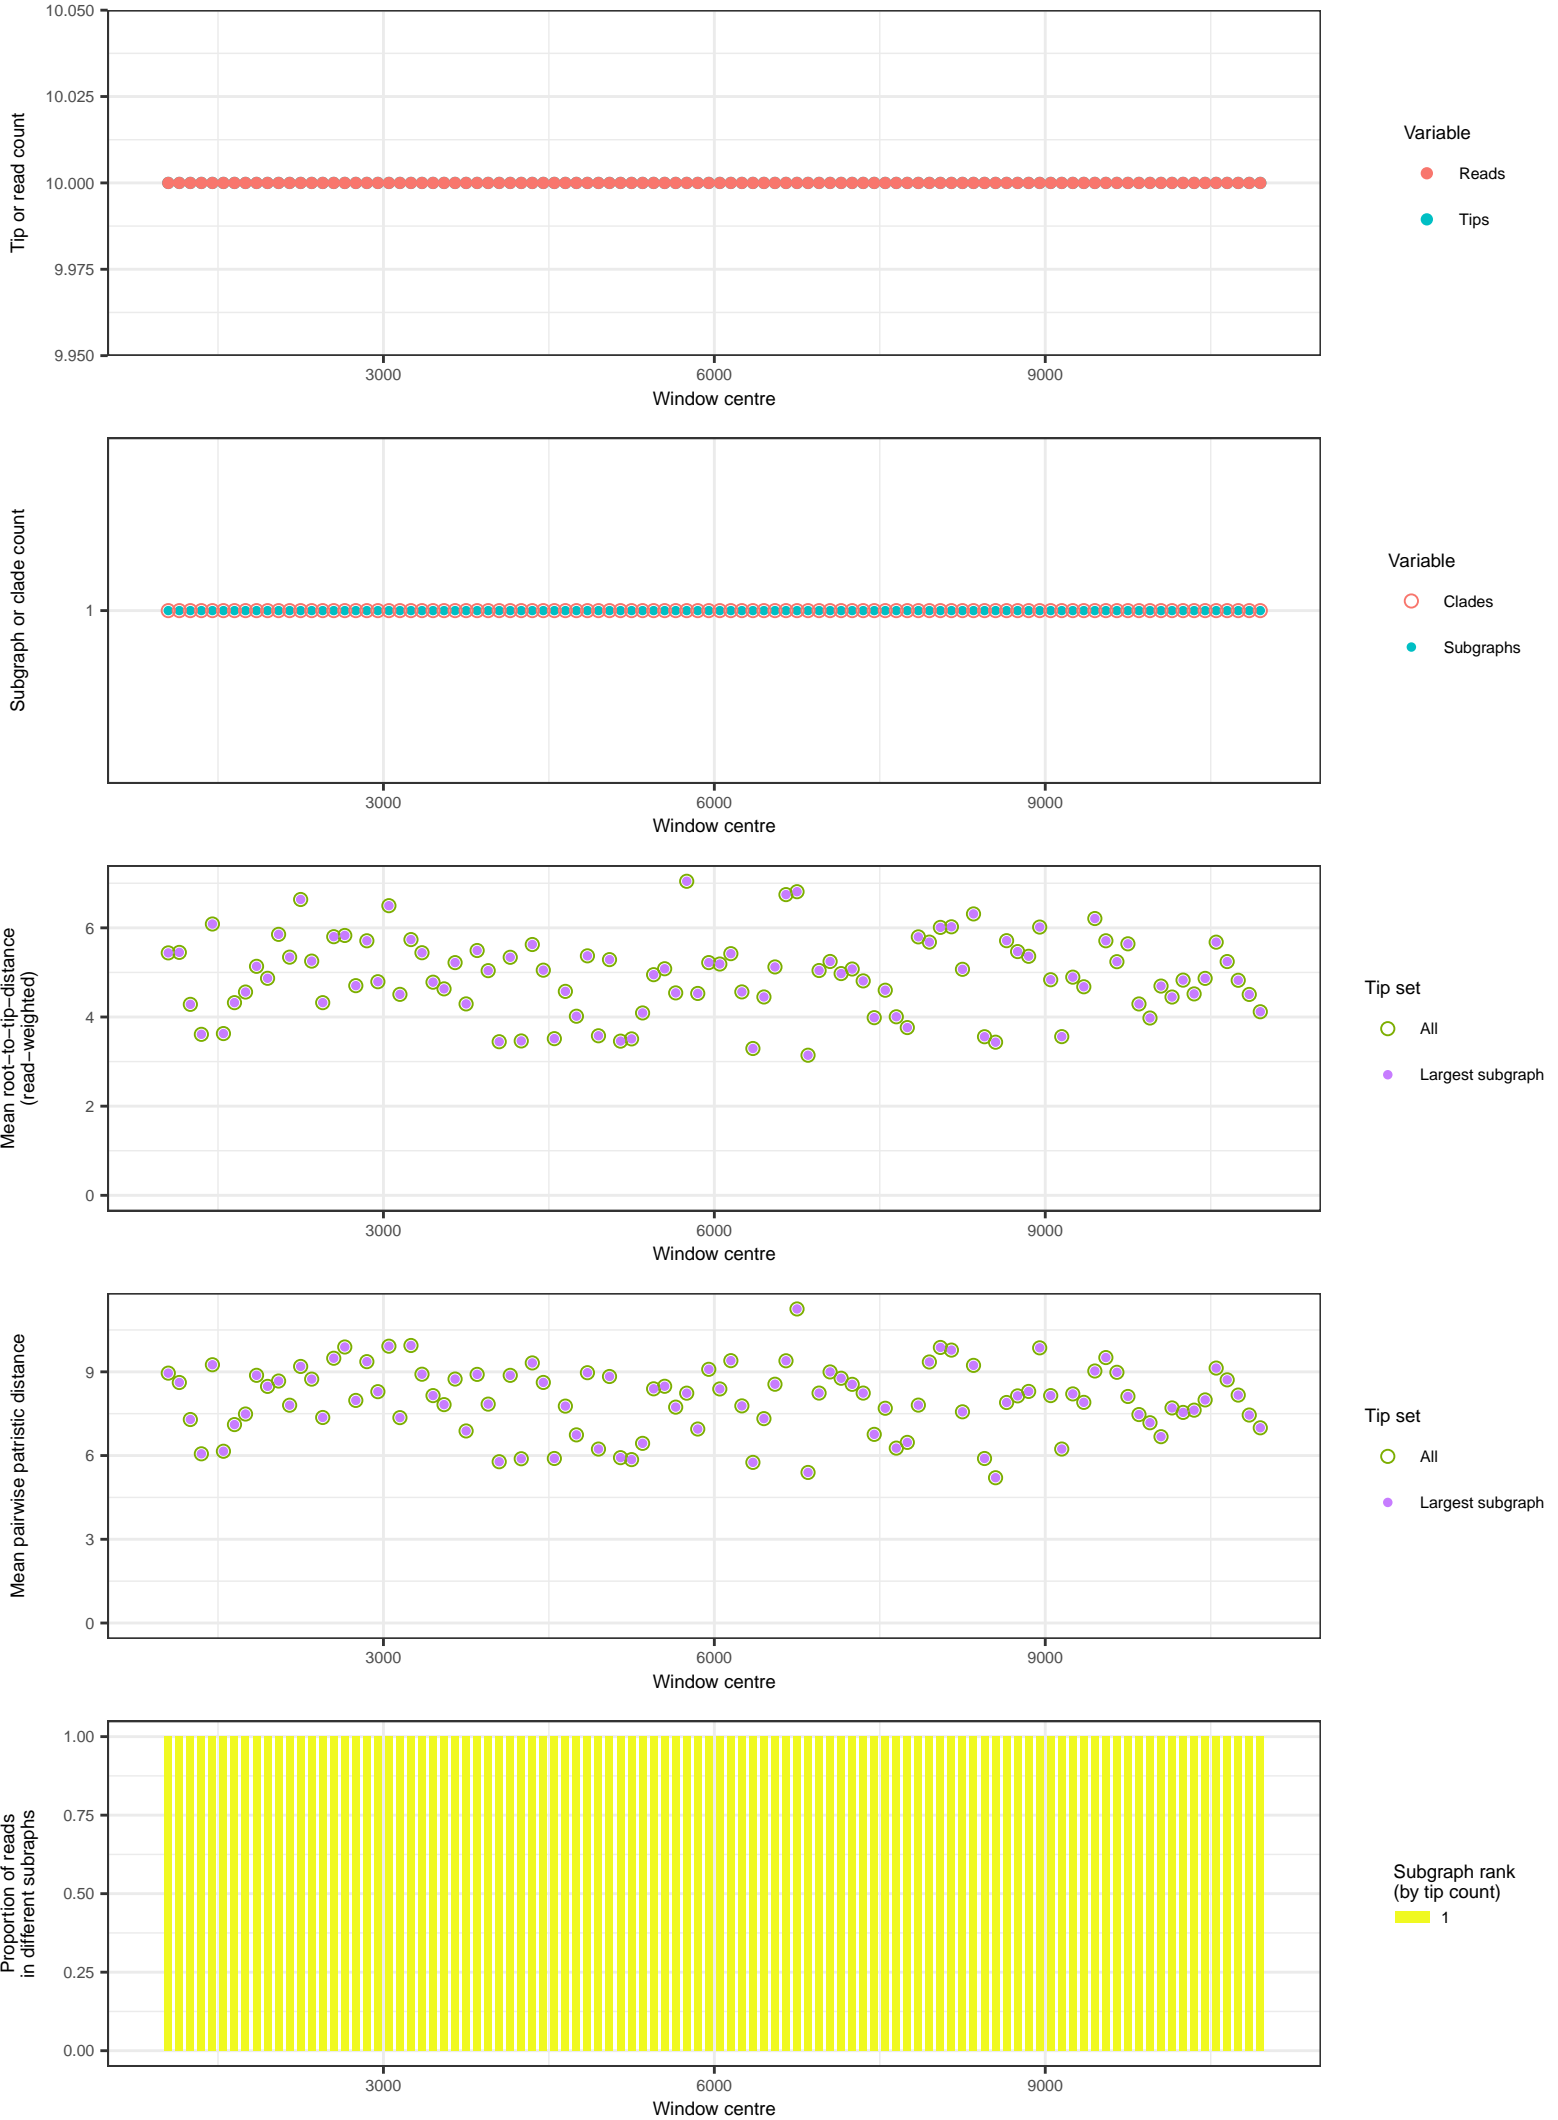 10.050
10.025
10.000
9.975
9.950
Tip or read count
3000 6000 9000
Window centre
Variable
Reads
Tips
1
Subgraph or clade count
3000 6000 9000
Window centre
Variable
Clades
Subgraphs
6
4
2
0
Mean root−to−tip−distance
(read−weighted)
3000 6000 9000
Window centre
Tip set
All
Largest subgraph
9
6
3
0
Mean pairwise patristic distance
3000 6000 9000
Window centre
Tip set
All
Largest subgraph
1.00
0.75
0.50
0.25
0.00
Proportion of reads
in different subraphs
3000 6000 9000
Window centre
Subgraph rank
(by tip count)
1